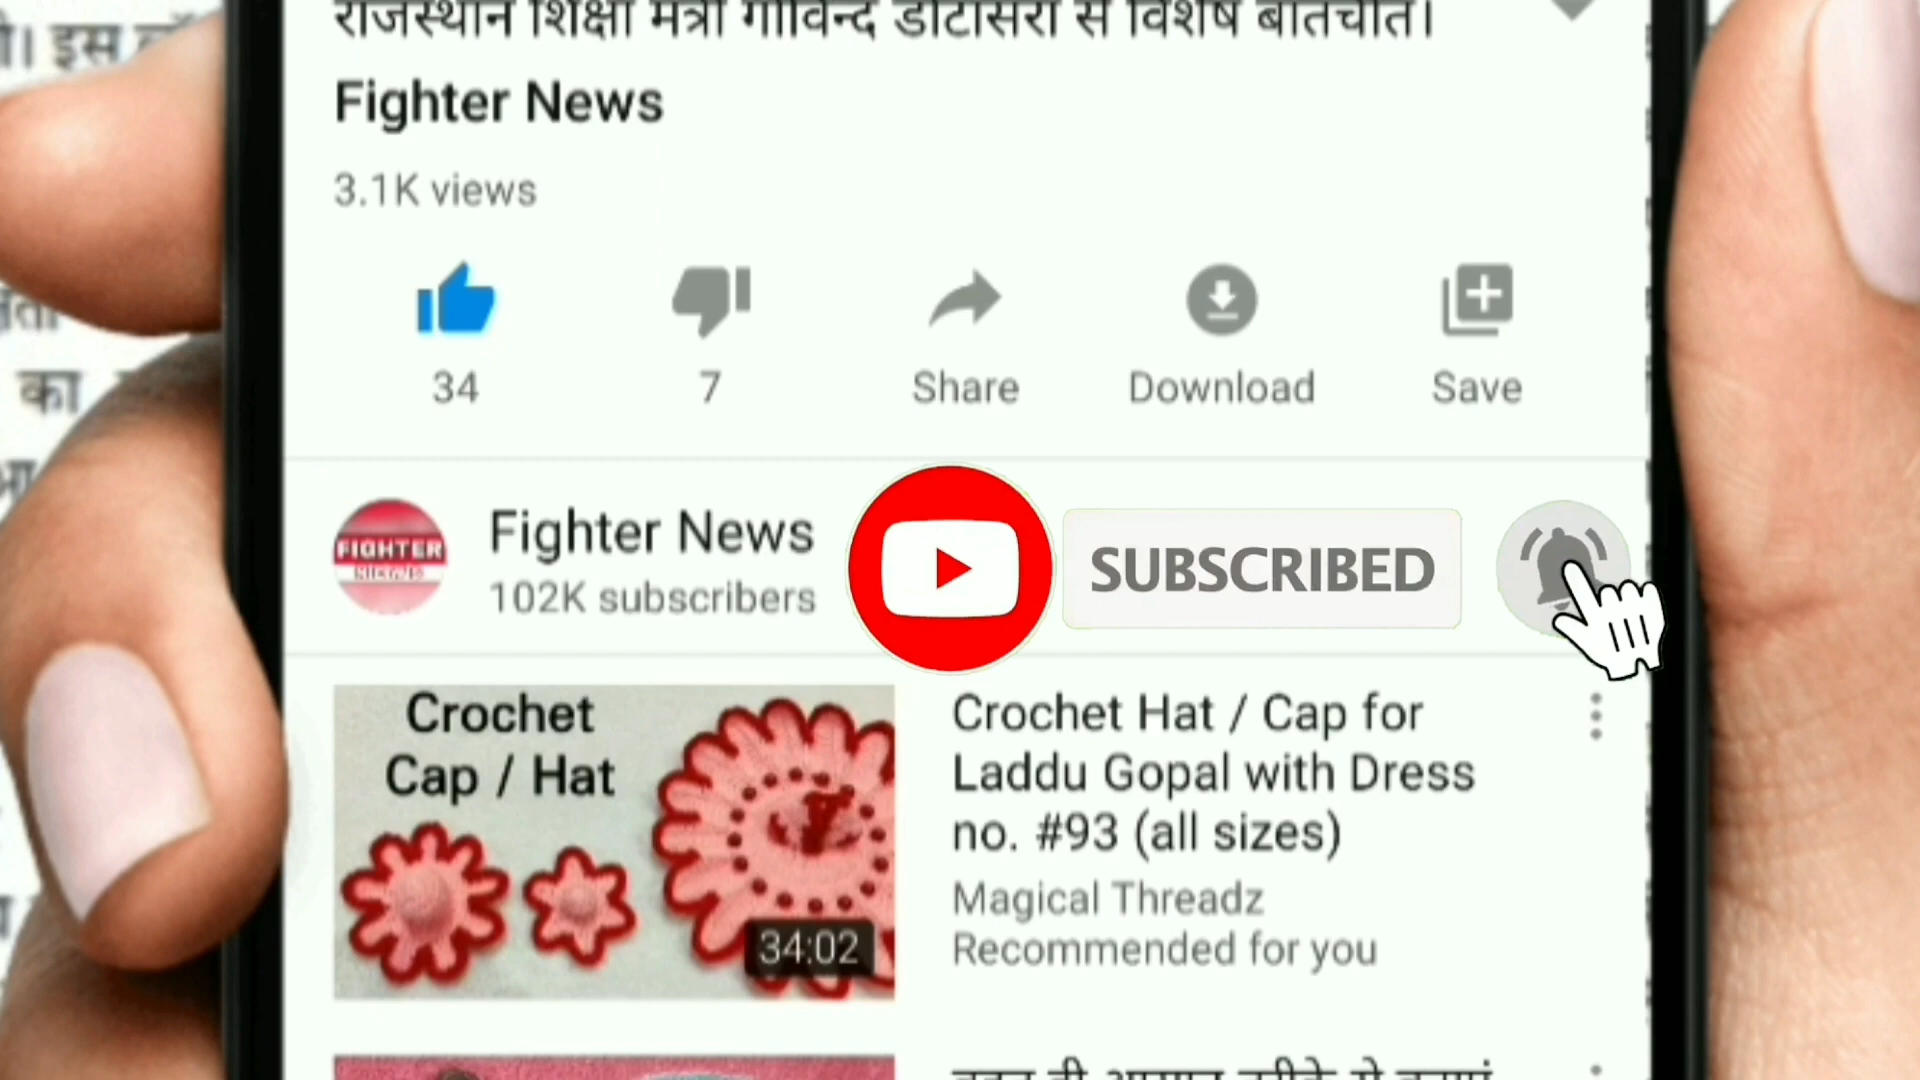 राजस्थान शिक्षा मंत्री गोविन्द डोटासरा से विशेष बातचीत।
Fighter News
3.1K views
34
7
Share
Download
Save
Fighter News
102K subscribers
SUBSCRIBED
FIGHTER
Crochet
Cap / Hat
34:02
Crochet Hat / Cap for
Laddu Gopal with Dress
no. #93 (all sizes)
Magical Threadz
Recommended for you
। इस
का